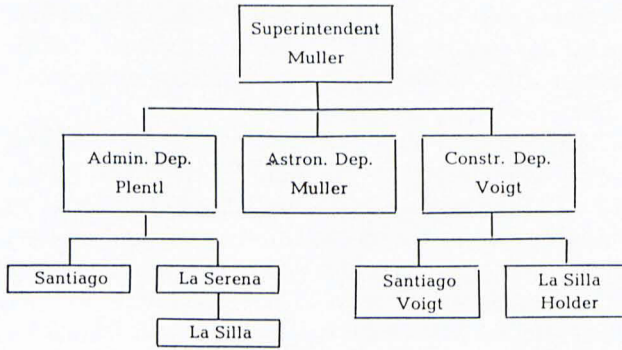 Superintendent
Muller
Admin. Dep.
Plentl
Astron. Dep.
Muller
Constr. Dep.
Voigt
Santiago
La Serena
La Silla
Santiago
Voigt
La Silla
Holder